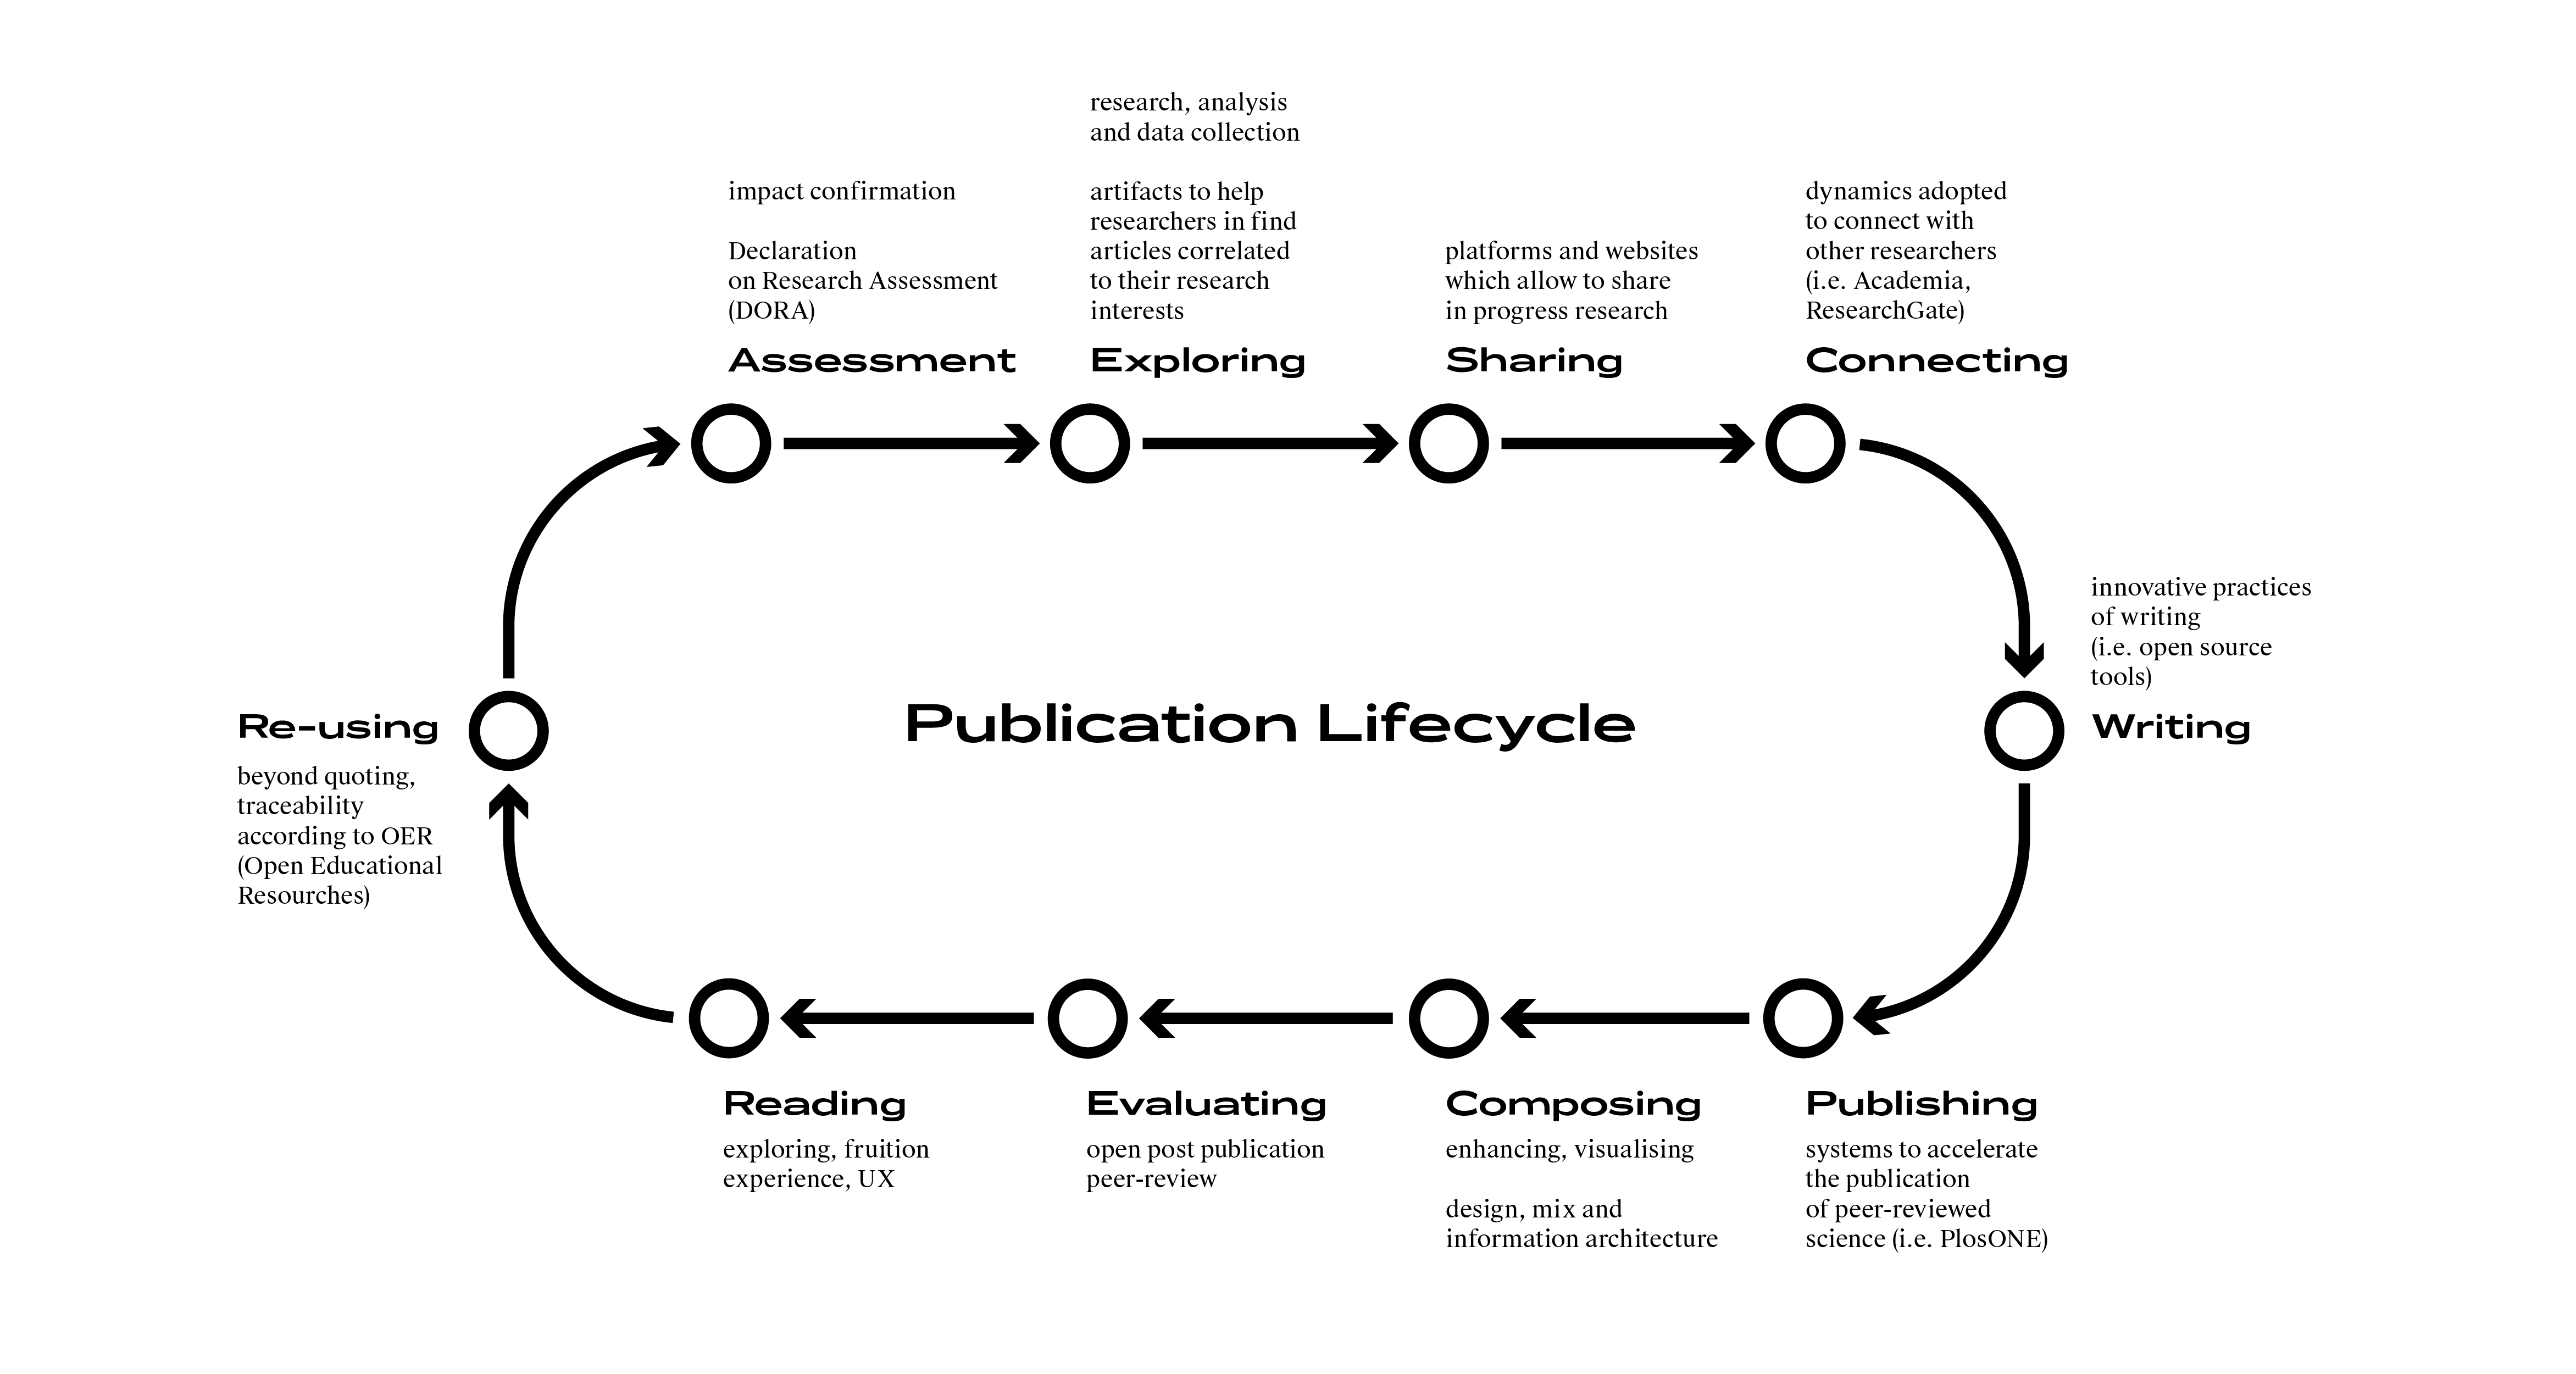 impact confirmation
Declaration
on Research Assessment
(DORA)
Assessment
research, analysis
and data collection
artifacts to help
researchers in find
articles correlated
to their research
interests
Exploring
platforms and websites
which allow to share
in progress research
Sharing
dynamics adopted
to connect with
other researchers
(i.e. Academia,
ResearchGate)
Connecting
innovative practices
of writing
(i.e. open source
tools)
Writing
Publication Lifecycle
Re-using
beyond quoting,
traceability
according to OER
(Open Educational
Resourches)
Reading
exploring, fruition
experience, UX
Evaluating
open post publication
peer-review
Composing
enhancing, visualising
design, mix and
information architecture
Publishing
systems to accelerate
the publication
of peer-reviewed
science (i.e. PlosONE)